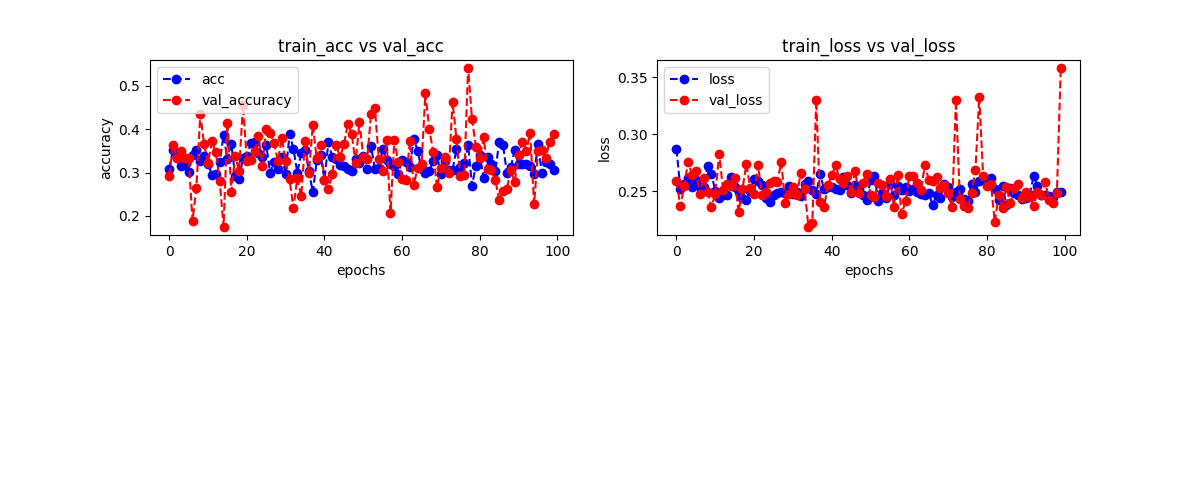 train_acc vs val_acc
acc
val_accuracy
accuracy
0.5
0.4
0.3
0.2
0 20 40 60 80 100
epochs
train_loss vs val_loss
loss
val_loss
loss
0.35
0.30
0.25
0 20 40 60 80 100
epochs